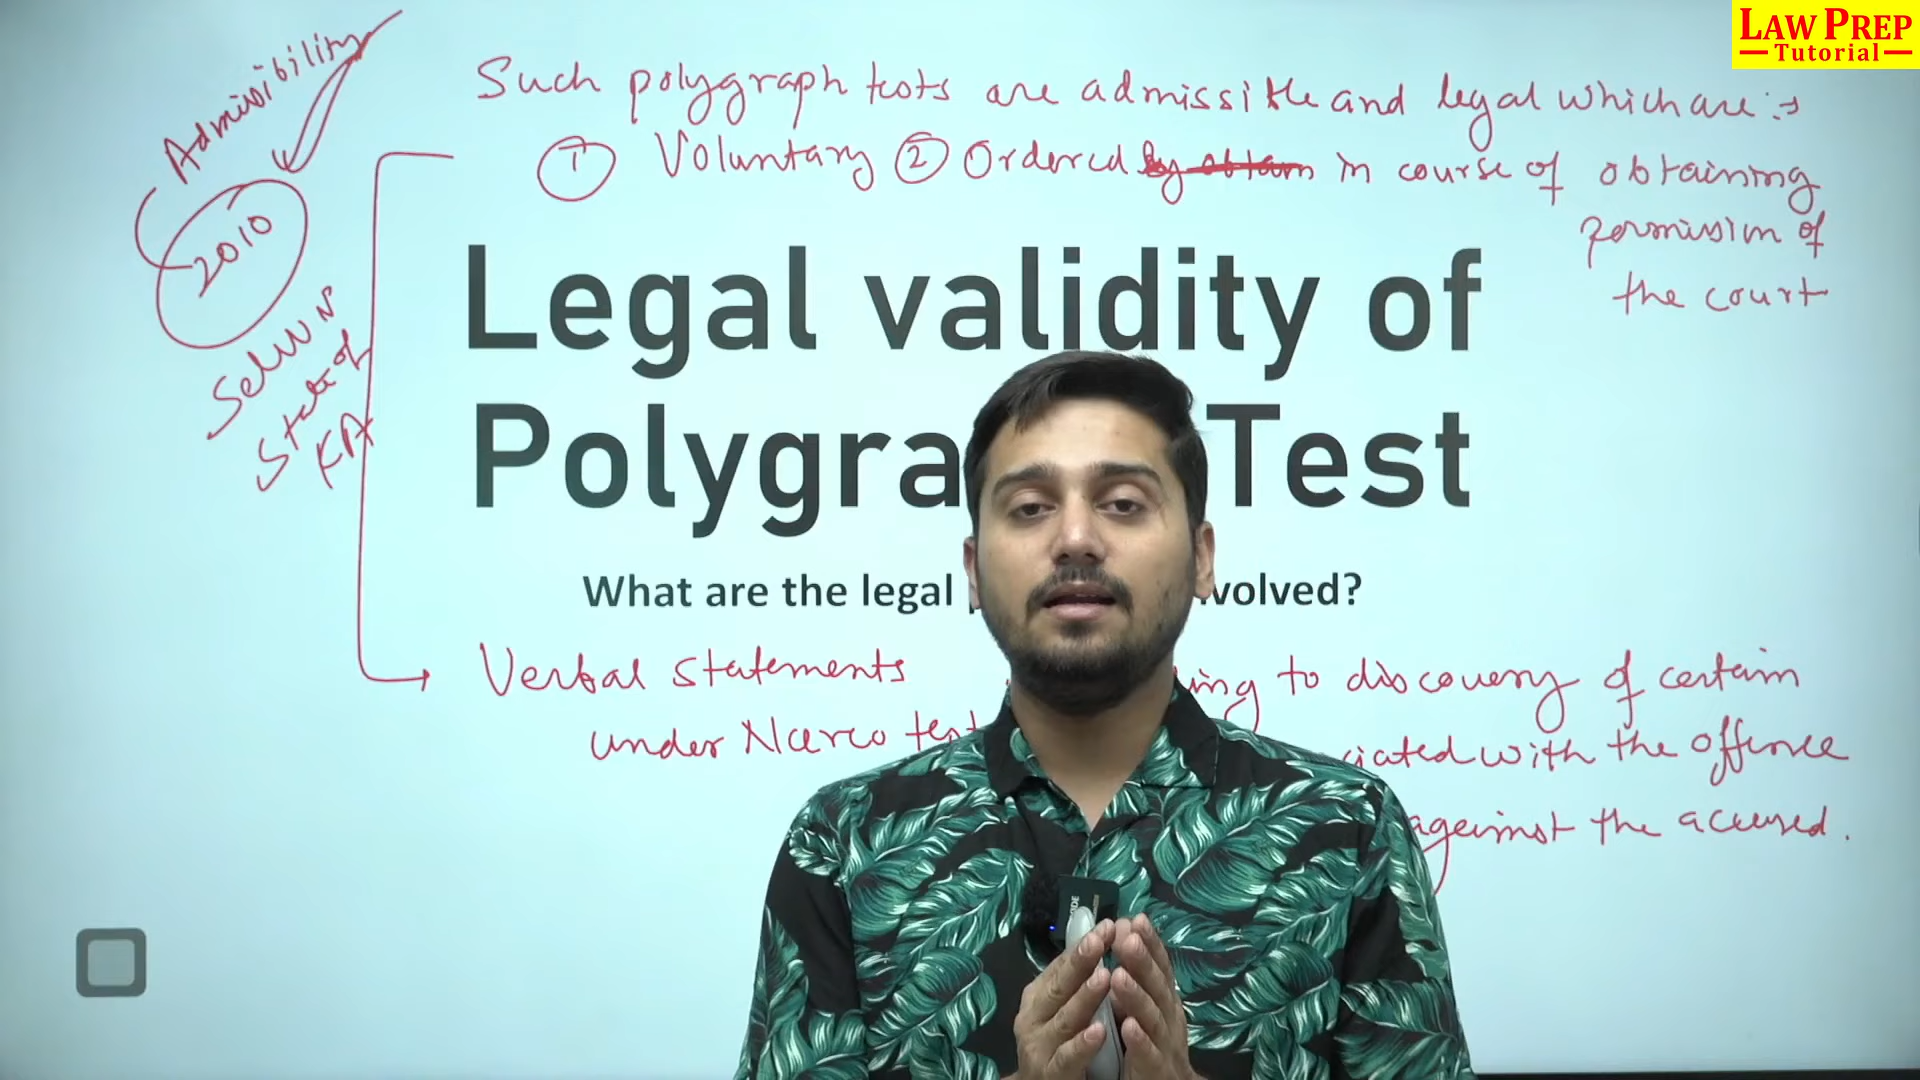 LAW PREP
Tutorial
Admissibility
2010
Selvi v
State of
KA
Such polygraph tests are admissible and legal which are :→
① Voluntary ② Ordered by obtain in course of obtaining
permission of
the court
Legal validity of
Polygra Test
What are the legal volved?
Verbal statements ing to discovery of certain
under Narco test ciated with the offence
against the accused.